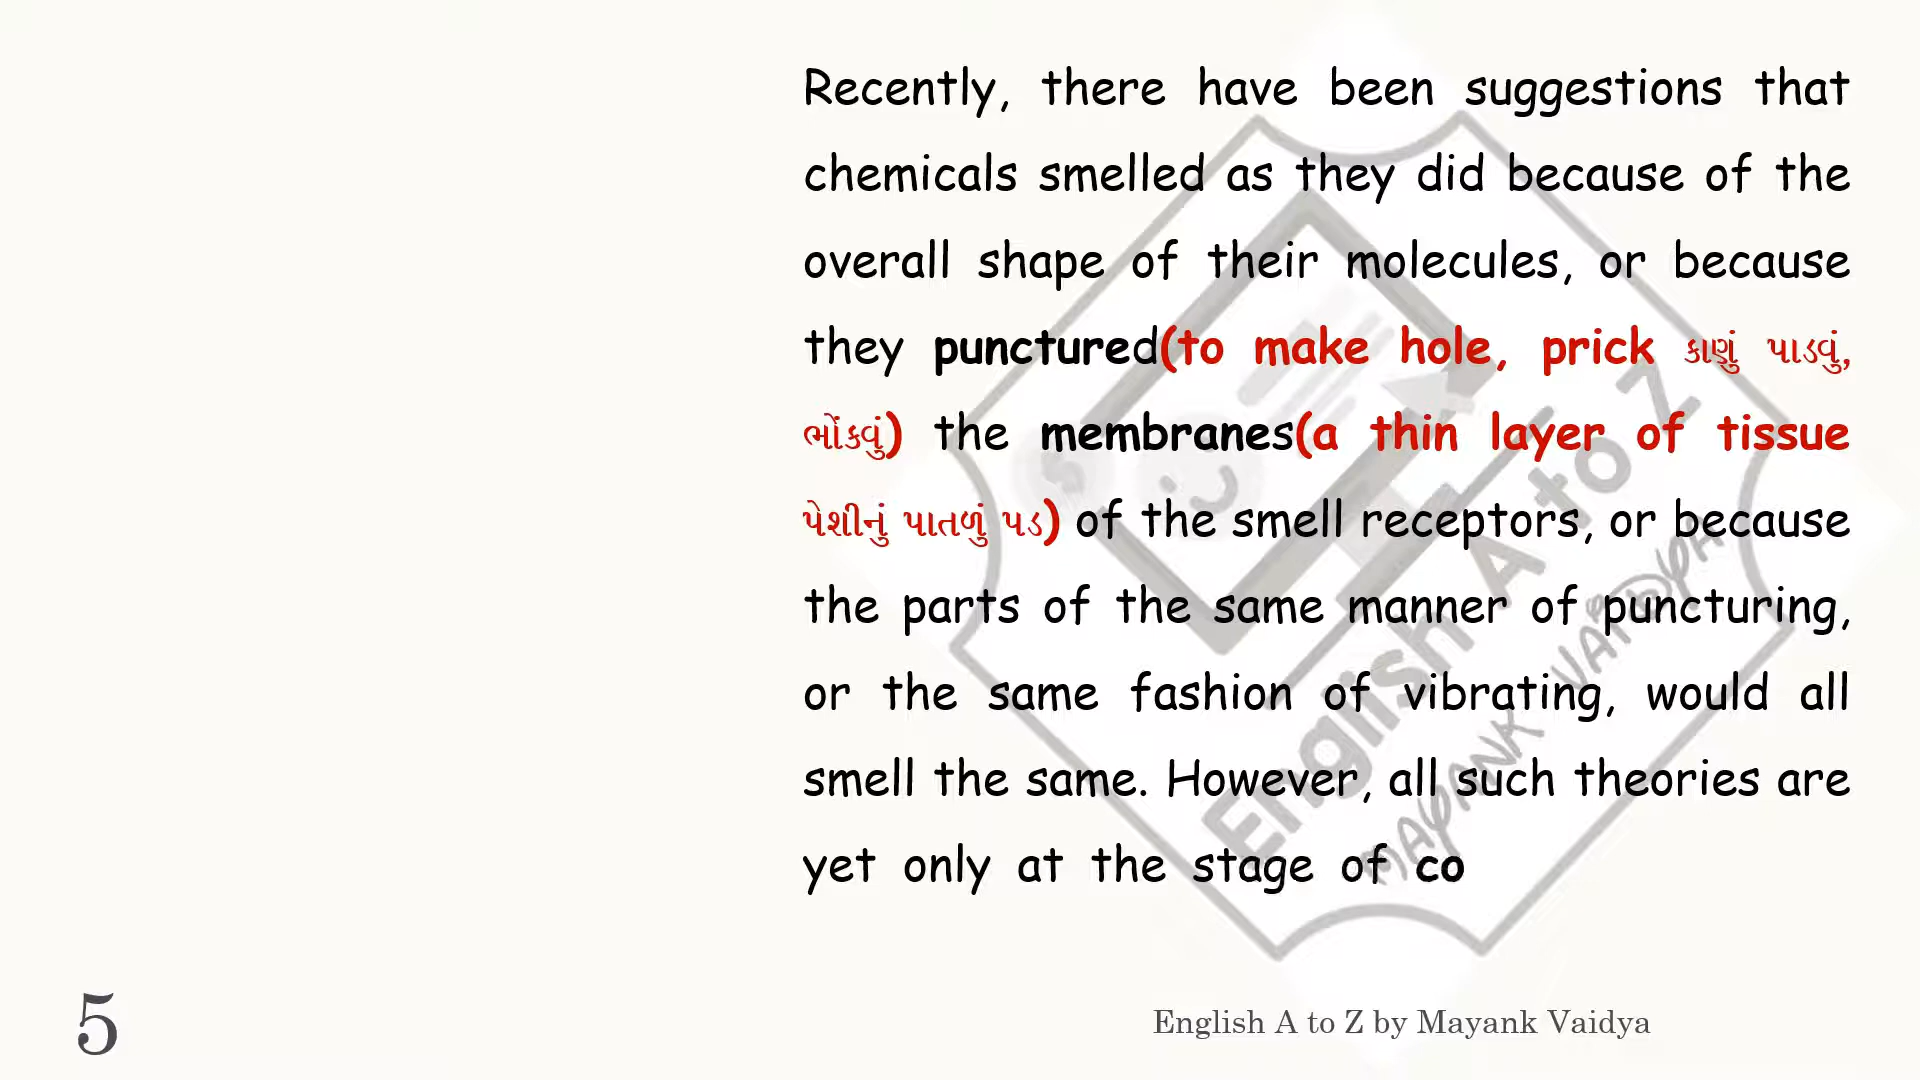 Recently, there have been suggestions that
chemicals smelled as they did because of the
overall shape of their molecules, or because
they punctured(to make hole, prick કાણું પાડવું,
ભોંકવું) the membranes(a thin layer of tissue
પેશીનું પાતળું પડ) of the smell receptors, or because
the parts of the same manner of puncturing,
or the same fashion of vibrating, would all
smell the same. However, all such theories are
yet only at the stage of co
English A to Z
MAYANK VAIDYA
5
English A to Z by Mayank Vaidya